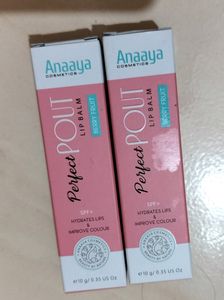 Anaaya
COSMETICS
Perfect POUT
LIP BALM
BERRY FRUIT
SPF+
HYDRATES LIPS
&
IMPROVE COLOUR
e 10 g/ 0.35 US Oz
Anaaya
COSMETICS
Perfect POUT
LIP BALM
BERRY FRUIT
SPF+
HYDRATES LIPS
&
IMPROVE COLOUR
e 10 g/ 0.35 US Oz